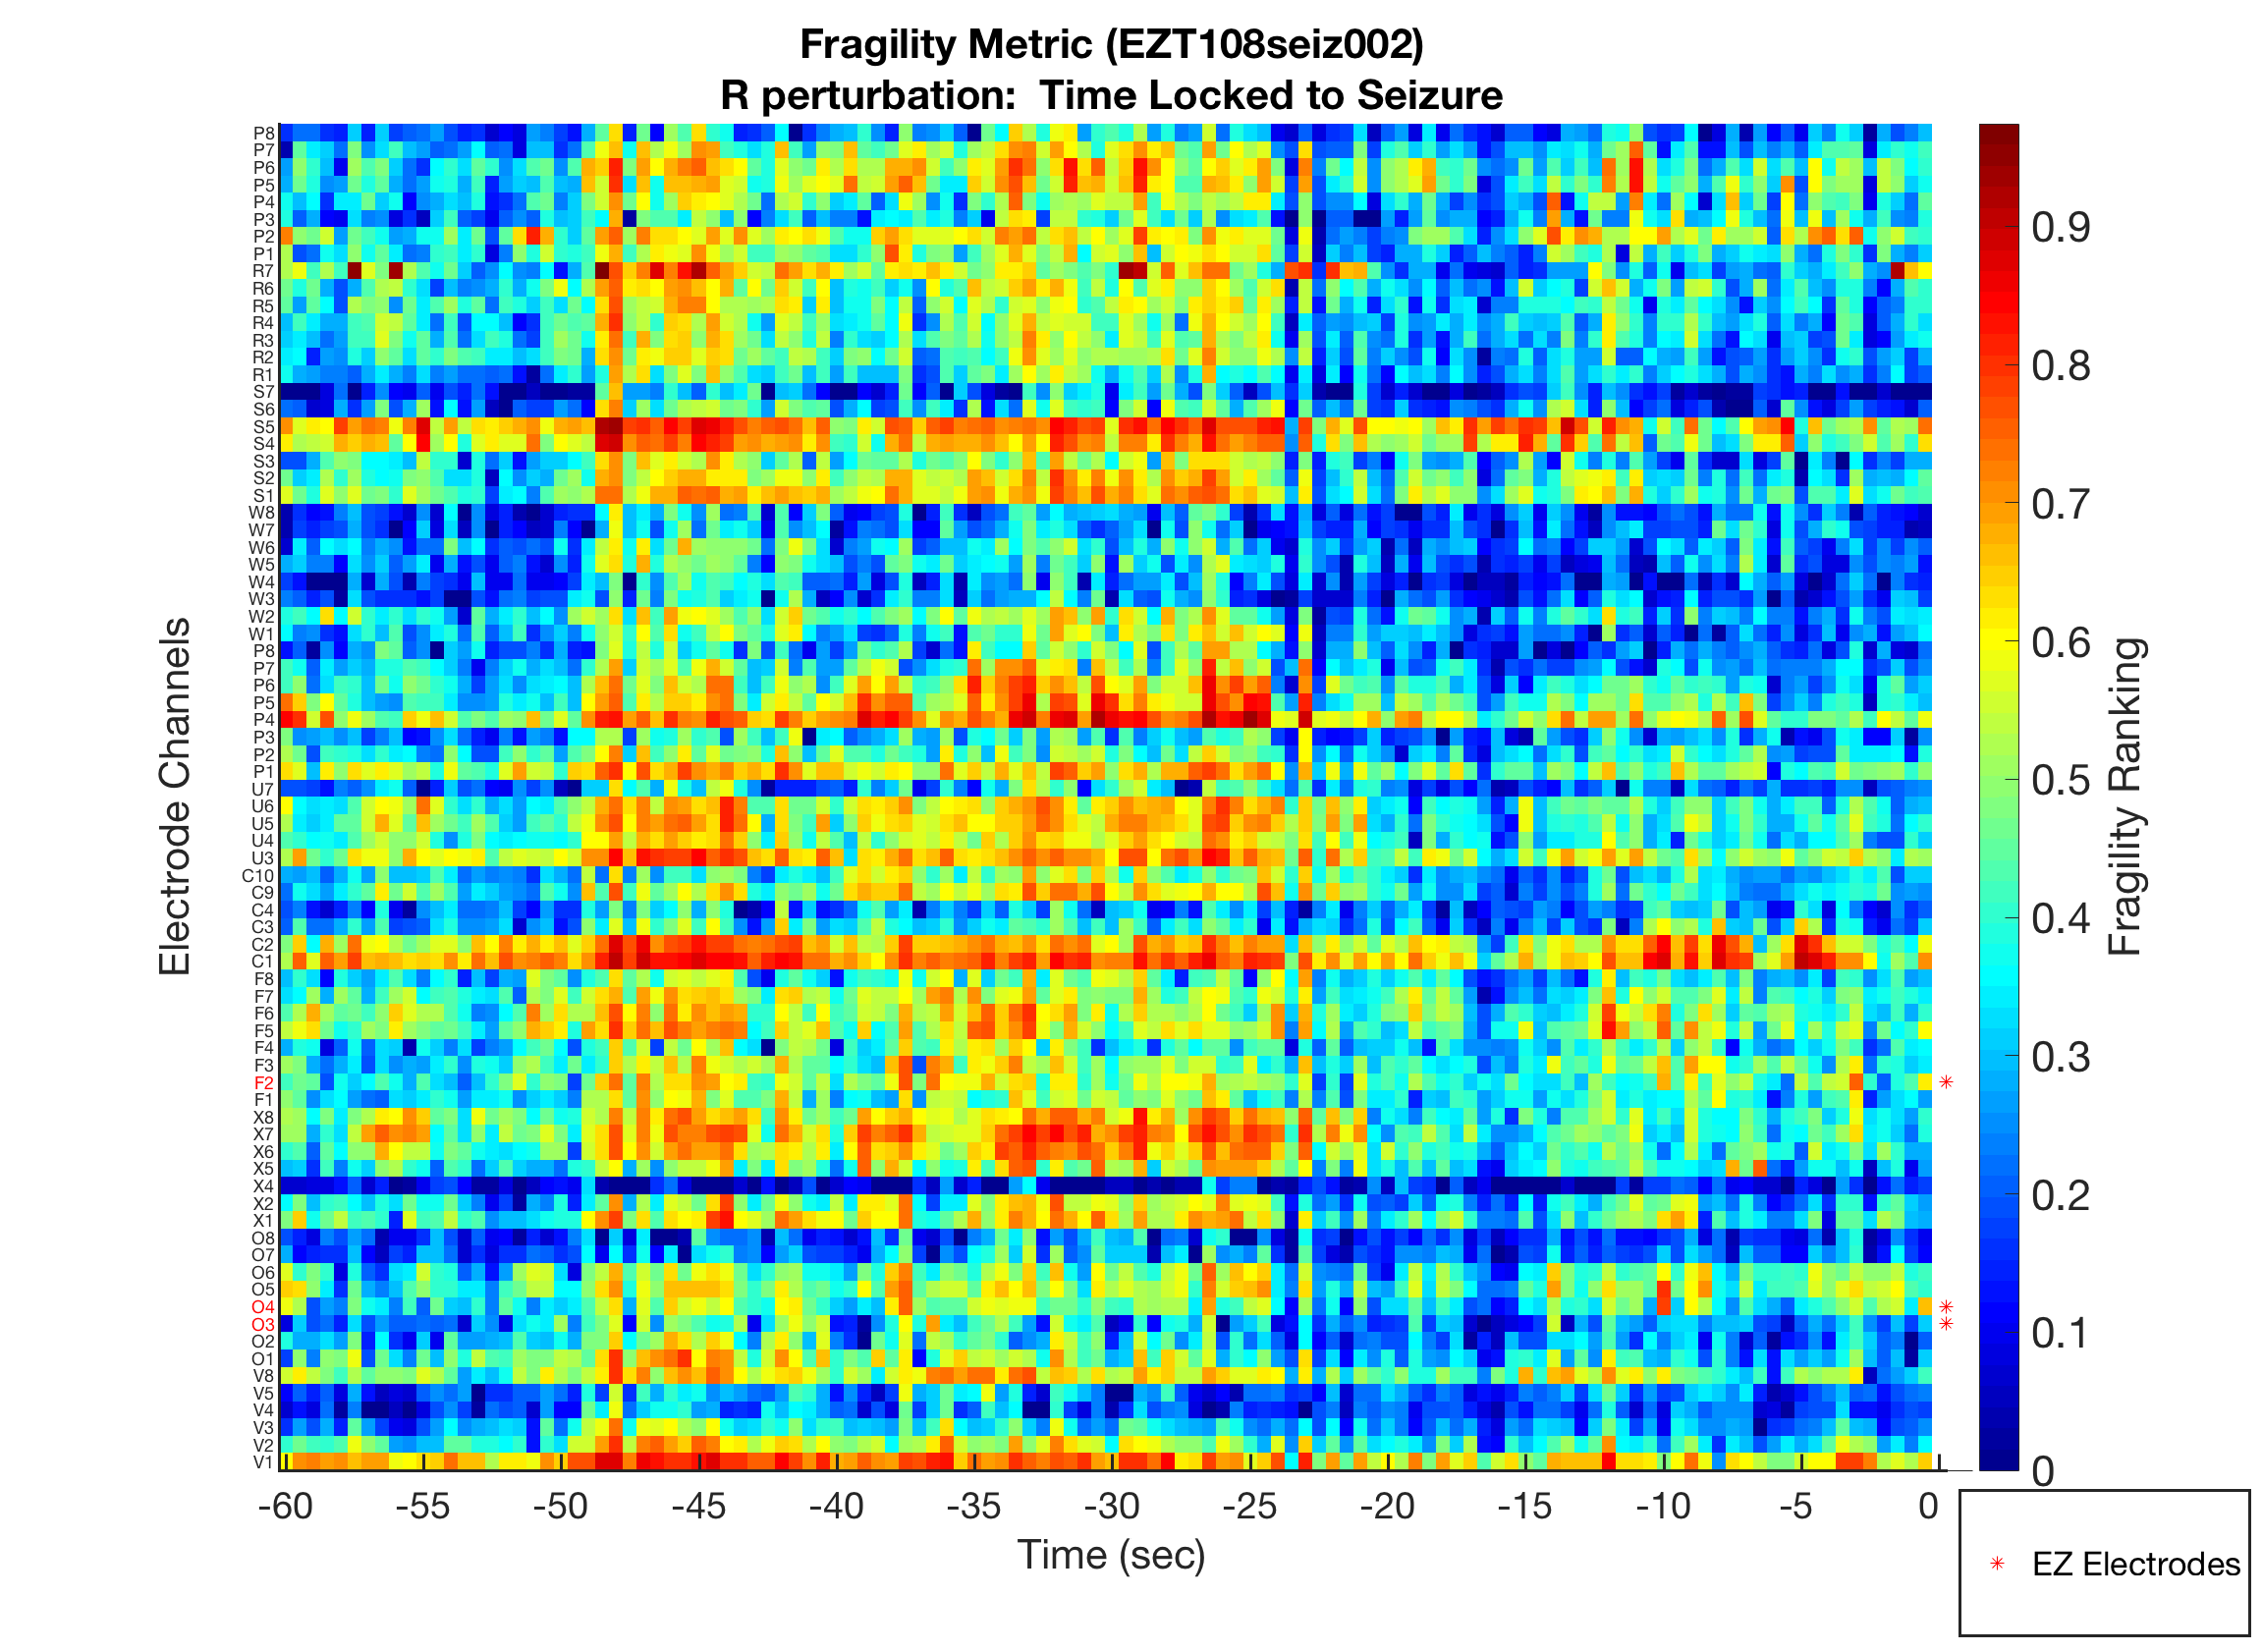 Fragility Metric (EZT108seiz002)
R perturbation:  Time Locked to Seizure
P8
P7
P6
P5
P4
P3
P2
P1
R7
R6
R5
R4
R3
R2
R1
S7
S6
S5
S4
S3
S2
S1
W8
W7
W6
W5
W4
W3
W2
W1
P8
P7
P6
P5
P4
P3
P2
P1
U7
U6
U5
U4
U3
C10
C9
C4
C3
C2
C1
F8
F7
F6
F5
F4
F3
F2
F1
X8
X7
X6
X5
X4
X2
X1
O8
O7
O6
O5
O4
O3
O2
O1
V8
V5
V4
V3
V2
V1
Electrode Channels
-60 -55 -50 -45 -40 -35 -30 -25 -20 -15 -10 -5 0
Time (sec)
0.9
0.8
0.7
0.6
0.5
0.4
0.3
0.2
0.1
0
Fragility Ranking
EZ Electrodes